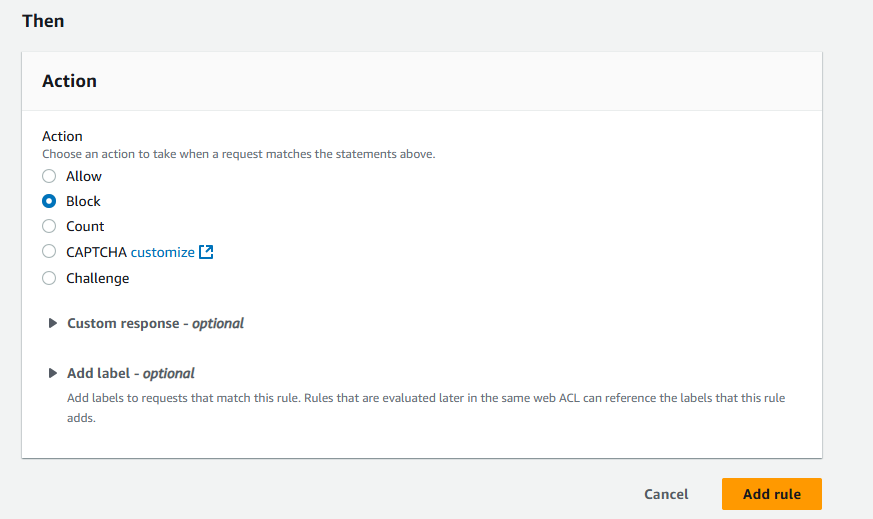 Then
Action
Action
Choose an action to take when a request matches the statements above.
Allow
Block
Count
CAPTCHA customize
Challenge
Custom response - optional
Add label - optional
Add labels to requests that match this rule. Rules that are evaluated later in the same web ACL can reference the labels that this rule
adds.
Cancel Add rule